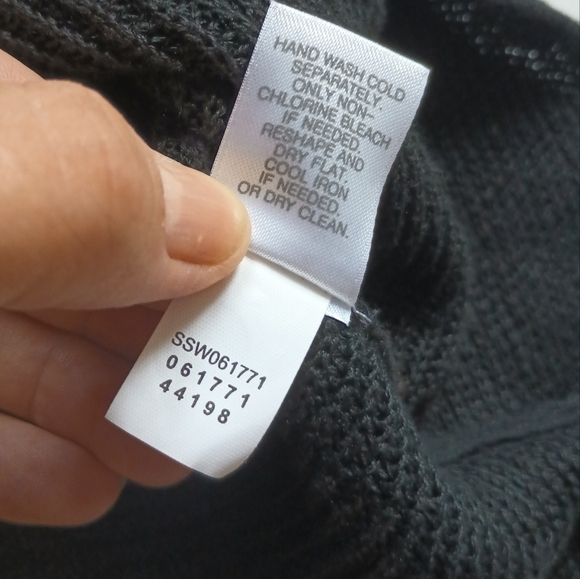 HAND WASH COLD
SEPARATELY.
ONLY NON-
CHLORINE BLEACH
IF NEEDED.
RESHAPE AND
DRY FLAT.
COOL IRON
IF NEEDED.
OR DRY CLEAN.
SSW061771
061771
44198